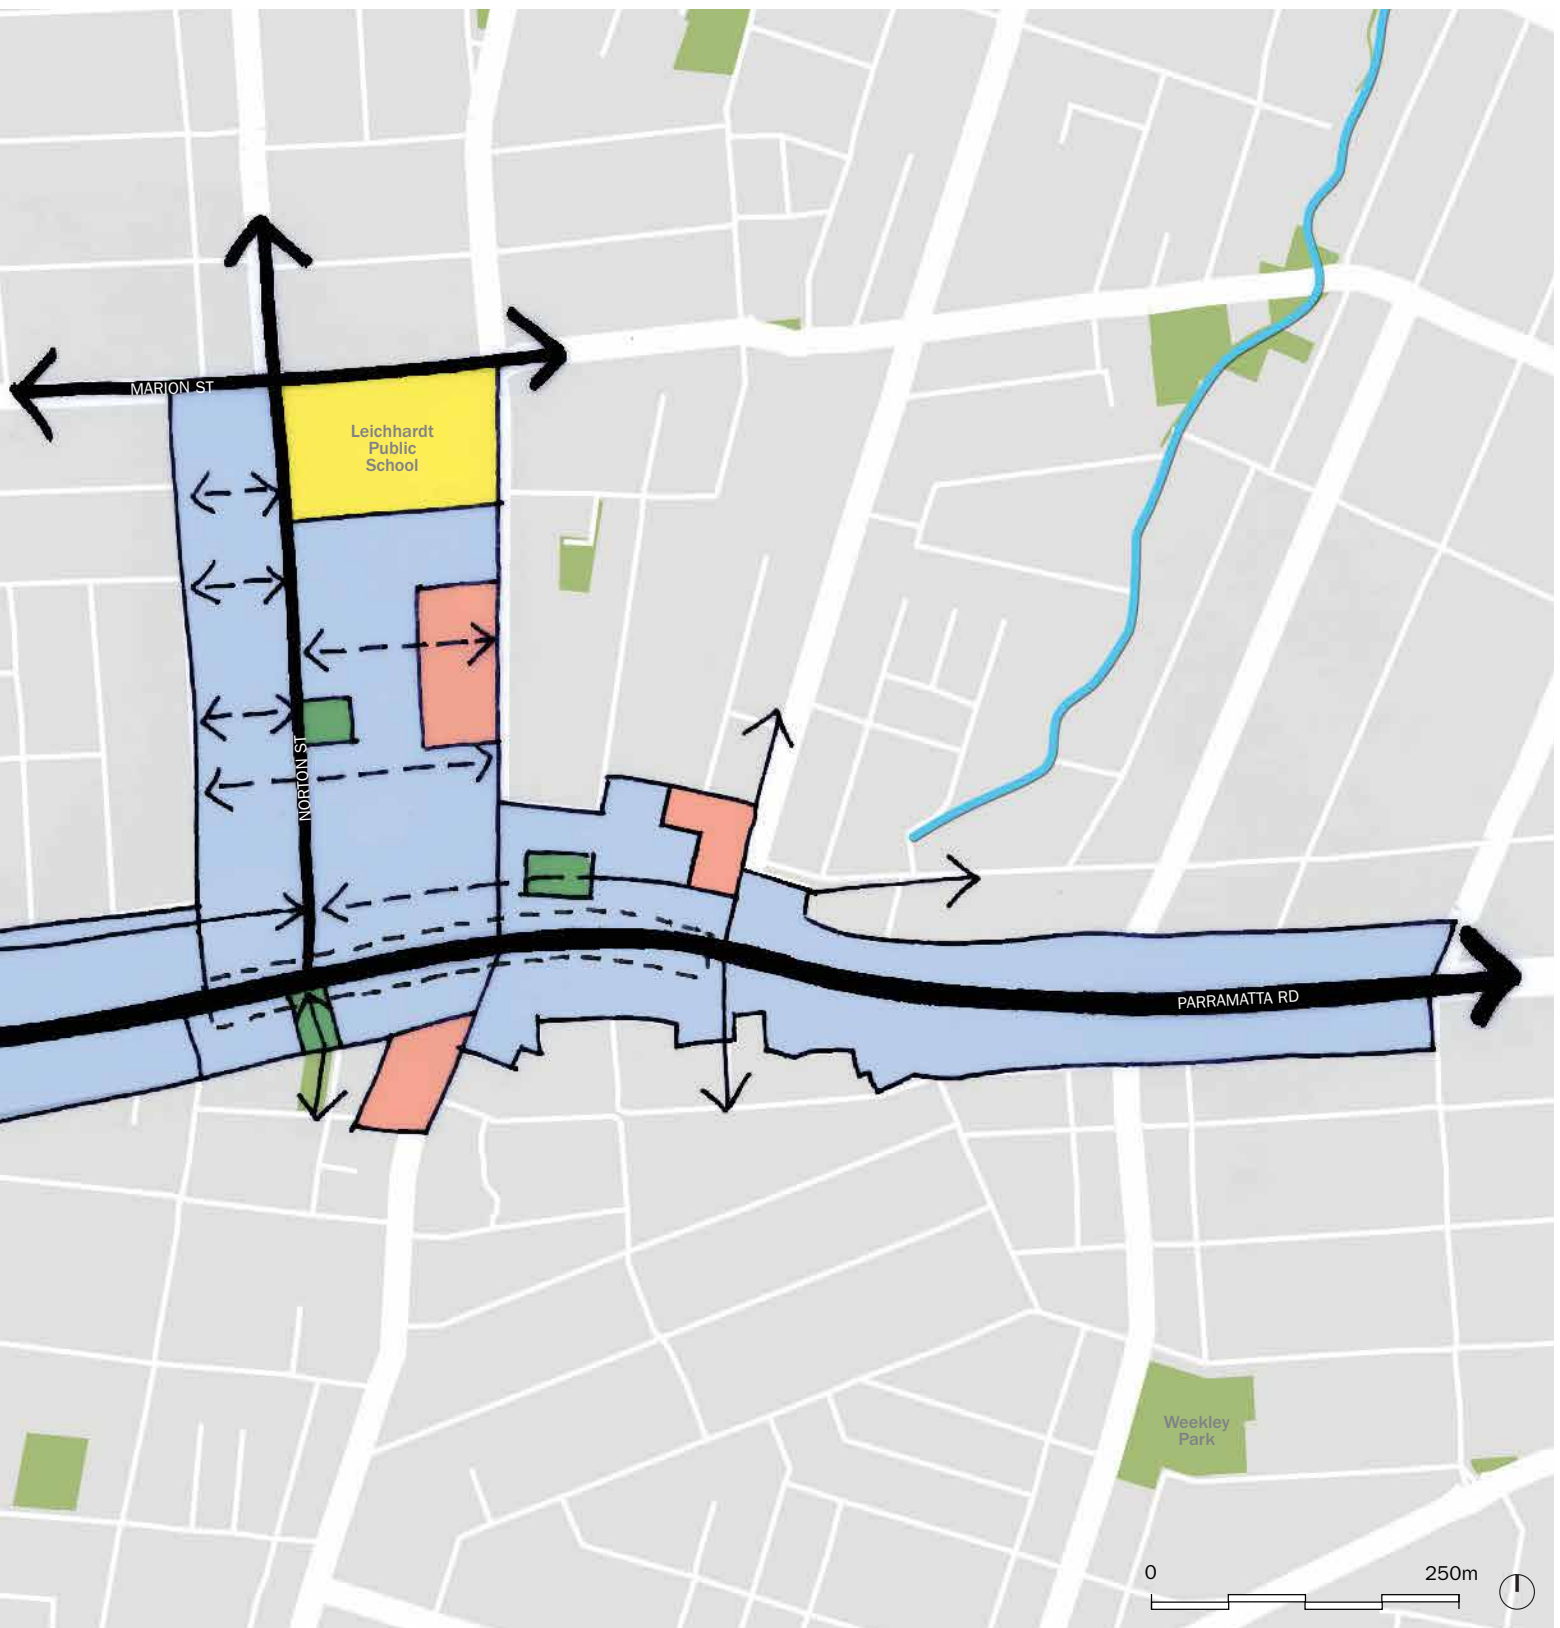 MARION ST
Leichhardt
Public
School
NORTON ST
PARRAMATTA RD
Weekley
Park
0 250m